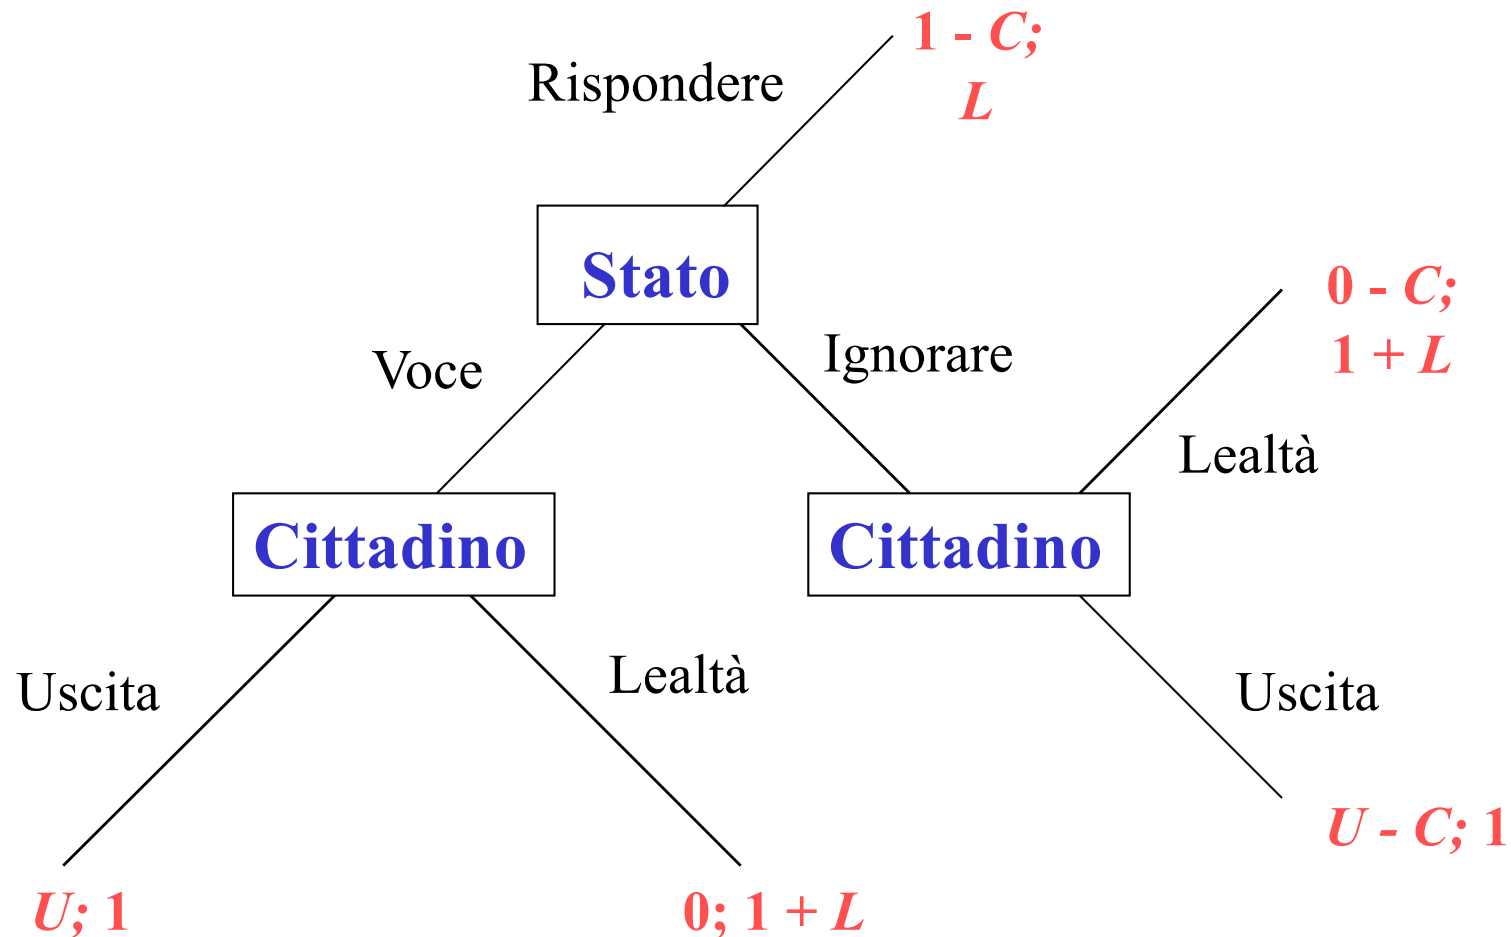 1 - C;
L
Rispondere
Stato
0 - C;
1 + L
Voce
Ignorare
Lealtà
Cittadino
Cittadino
Uscita
Lealtà
Uscita
U - C; 1
U; 1
0; 1 + L